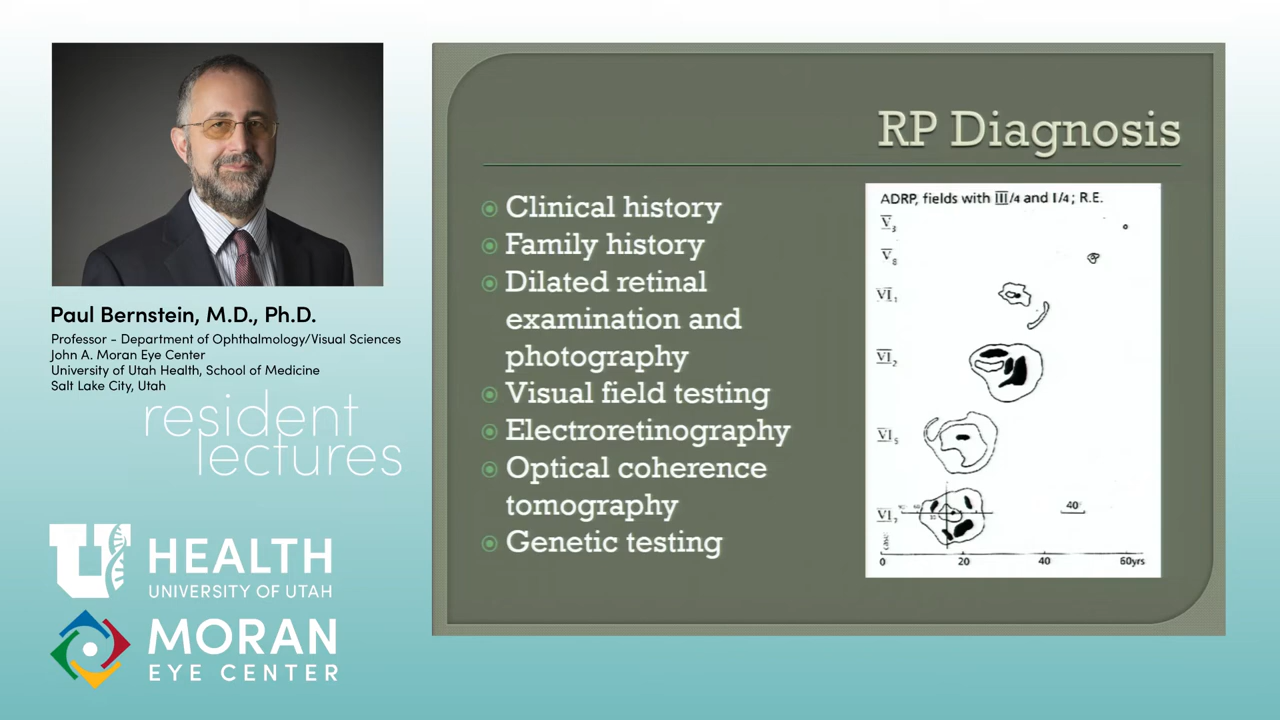 Paul Bernstein, M.D., Ph.D.
Professor - Department of Ophthalmology/Visual Sciences
John A. Moran Eye Center
University of Utah Health, School of Medicine
Salt Lake City, Utah
resident
lectures
U
HEALTH
UNIVERSITY OF UTAH
MORAN
EYE CENTER
RP Diagnosis
Clinical history
Family history
Dilated retinal
examination and
photography
Visual field testing
Electroretinography
Optical coherence
tomography
Genetic testing
ADRP, fields with III/4 and I/4; R.E.
V3
V8
VI1
VI2
VI5
VI7
40°
case
0 20 40 60yrs